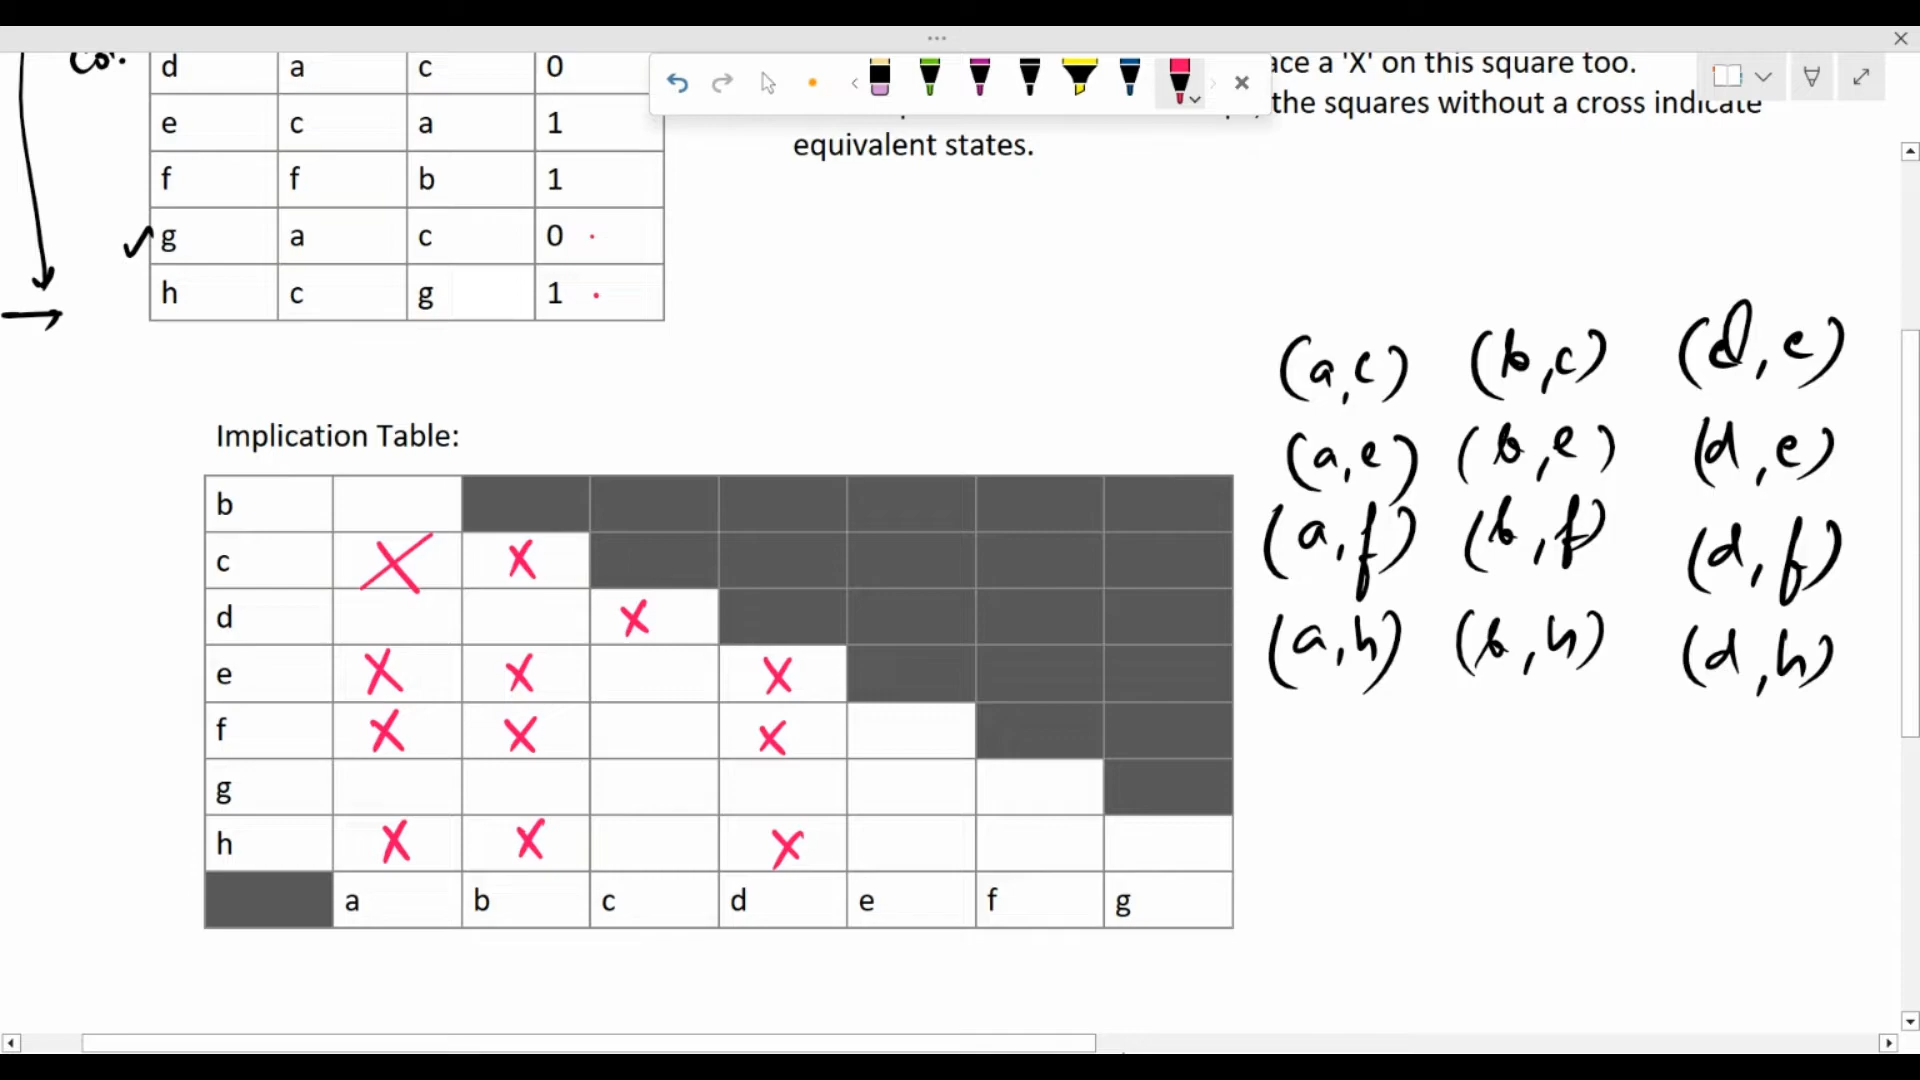 Co.
d a c 0
ace a 'X' on this square too.
, the squares without a cross indicate
equivalent states.
e c a 1
f f b 1
g a c 0
h c g 1
(a,c) (b,c) (d,e)
(a,e) (b,e) (d,e)
(a,f) (b,f) (d,f)
(a,h) (b,h) (d,h)
Implication Table:
b
c X X
d X
e X X X
f X X X
g
h X X X
a b c d e f g